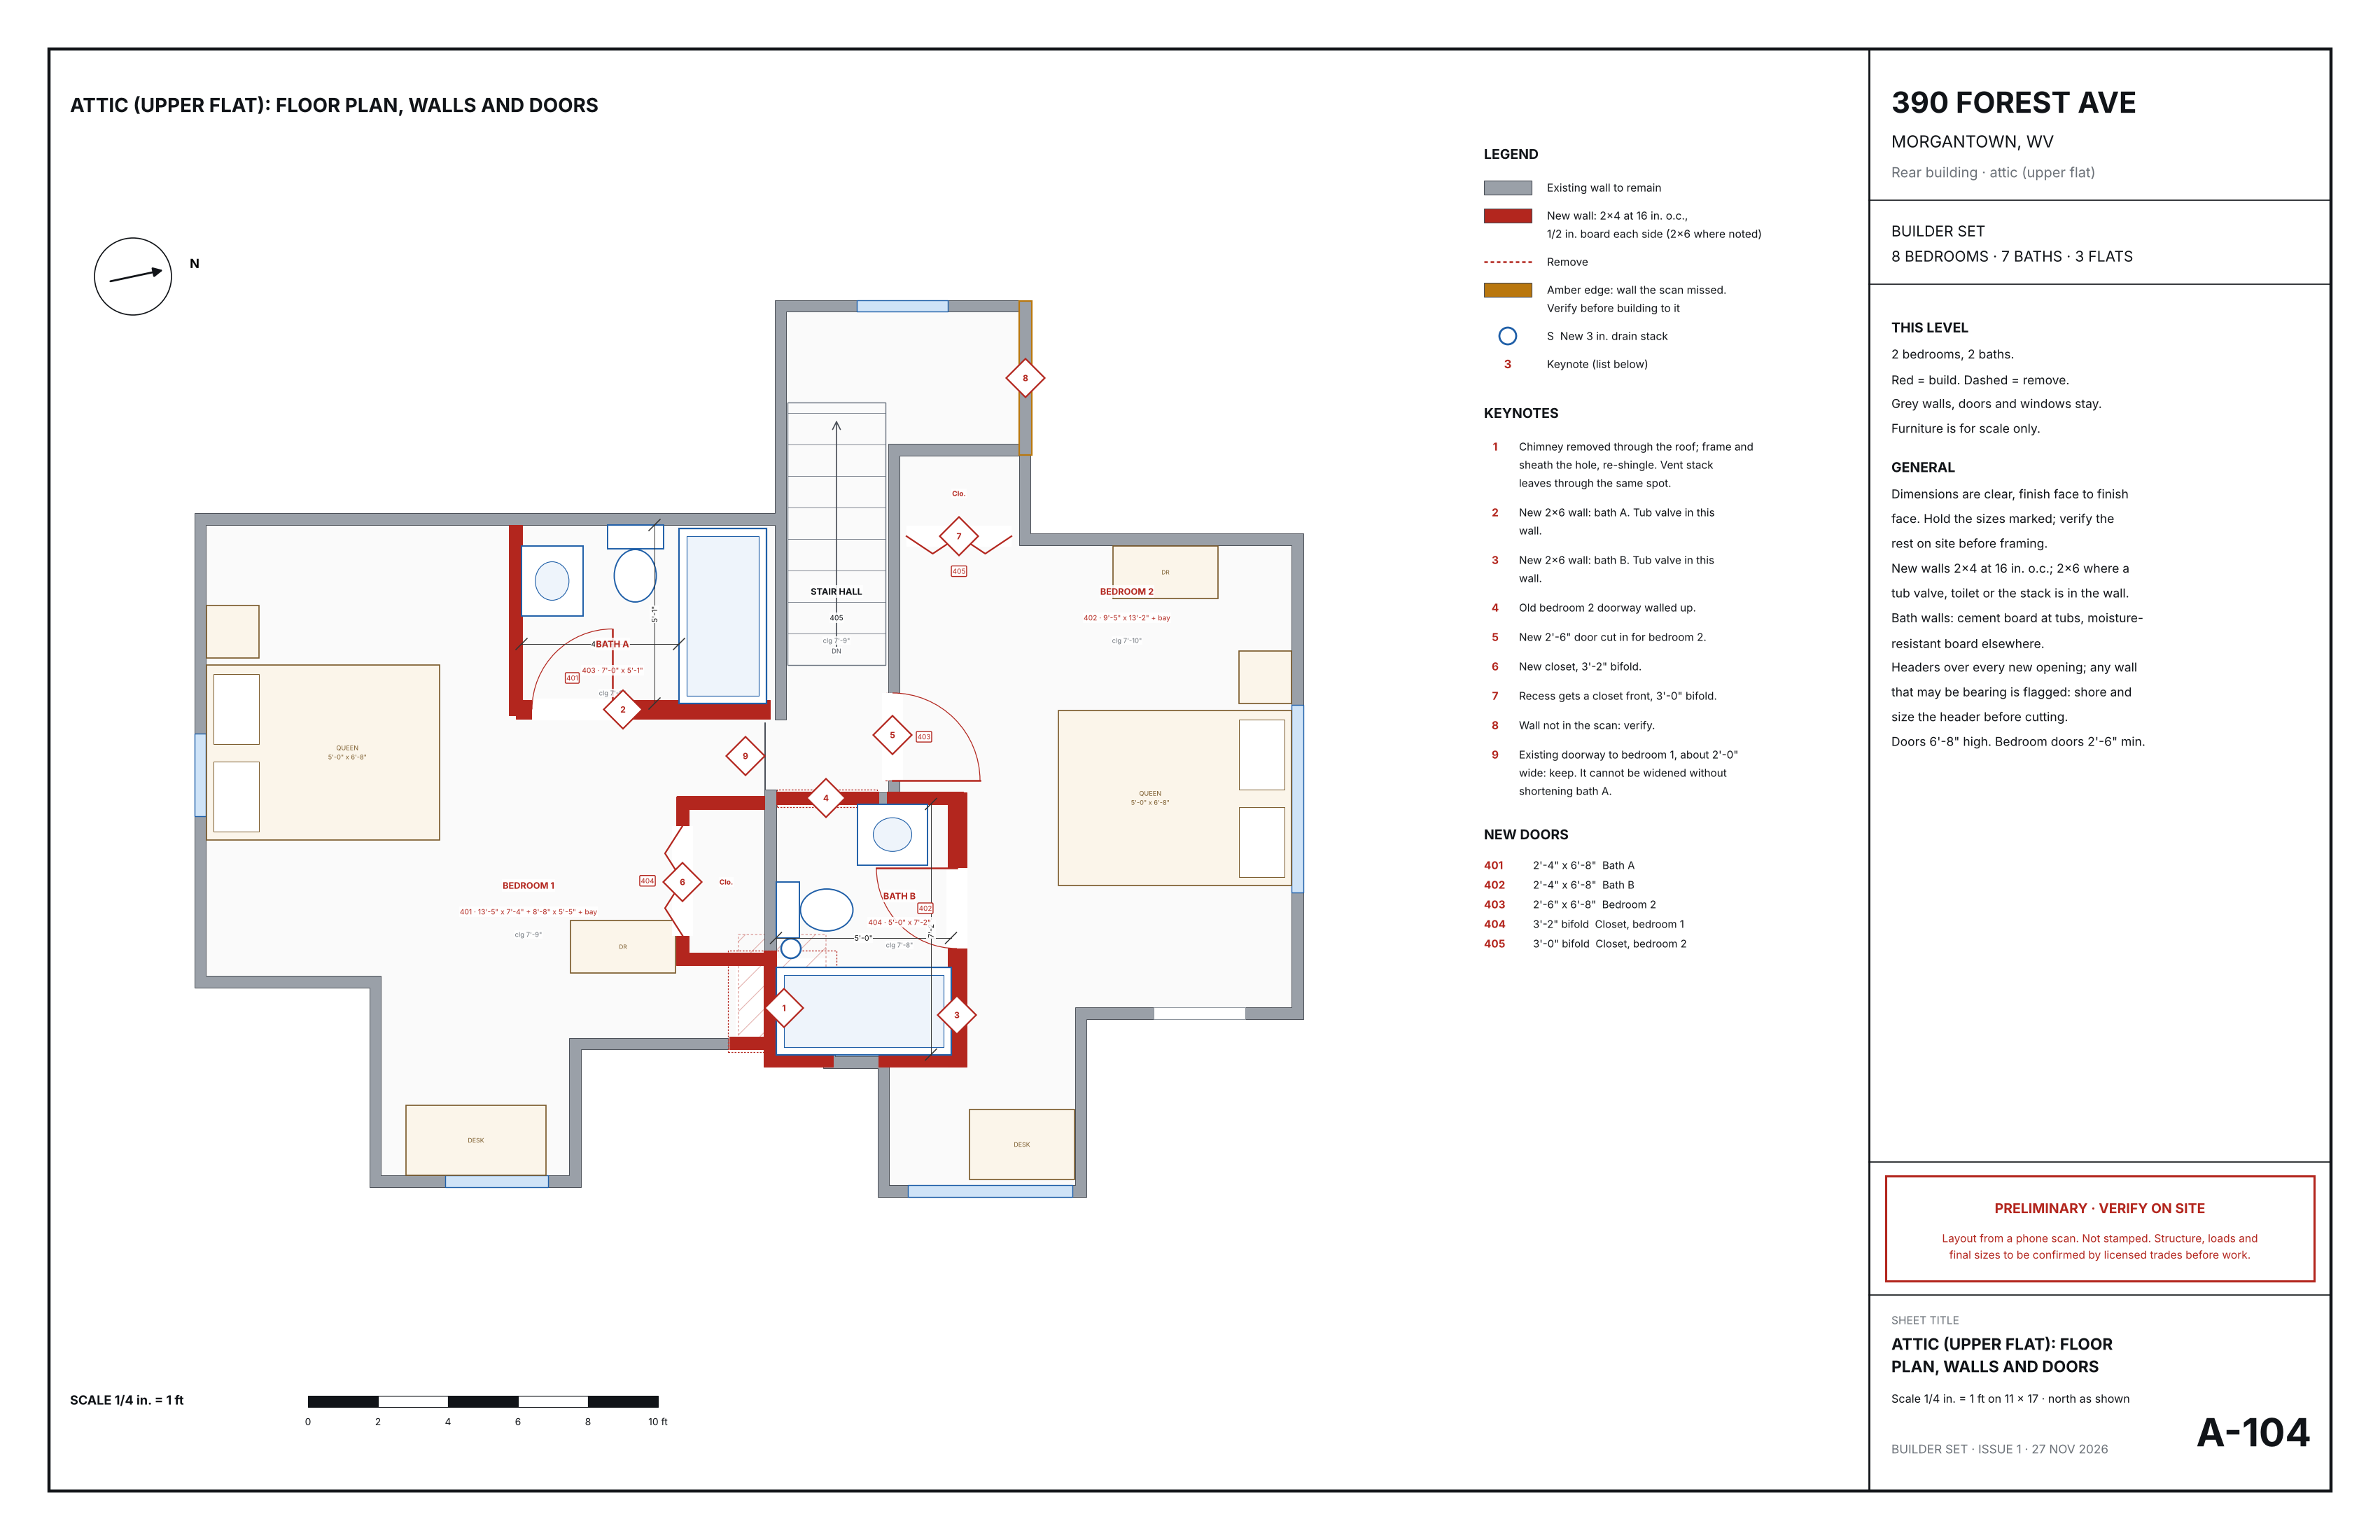 ATTIC (UPPER FLAT): FLOOR PLAN, WALLS AND DOORS
N
8
Clo.
7
405
STAIR HALL
405
clg 7'-9"
DN
DR
BEDROOM 2
402 · 9'-5" x 13'-2" + bay
clg 7'-10"
5'-1"
BATH A
403 · 7'-0" x 5'-1"
401
2
QUEEN
5'-0" x 6'-8"
9
5
403
4
QUEEN
5'-0" x 6'-8"
BEDROOM 1
401 · 13'-5" x 7'-4" + 8'-8" x 5'-5" + bay
clg 7'-9"
404
6
Clo.
DR
BATH B
402
404 · 5'-0" x 7'-2"
5'-0"
clg 7'-8"
1
3
DESK
DESK
SCALE 1/4 in. = 1 ft
0 2 4 6 8 10 ft
LEGEND
Existing wall to remain
New wall: 2×4 at 16 in. o.c.,
1/2 in. board each side (2×6 where noted)
Remove
Amber edge: wall the scan missed.
Verify before building to it
S New 3 in. drain stack
3 Keynote (list below)
KEYNOTES
1 Chimney removed through the roof; frame and
sheath the hole, re-shingle. Vent stack
leaves through the same spot.
2 New 2×6 wall: bath A. Tub valve in this
wall.
3 New 2×6 wall: bath B. Tub valve in this
wall.
4 Old bedroom 2 doorway walled up.
5 New 2'-6" door cut in for bedroom 2.
6 New closet, 3'-2" bifold.
7 Recess gets a closet front, 3'-0" bifold.
8 Wall not in the scan: verify.
9 Existing doorway to bedroom 1, about 2'-0"
wide: keep. It cannot be widened without
shortening bath A.
NEW DOORS
401 2'-4" x 6'-8" Bath A
402 2'-4" x 6'-8" Bath B
403 2'-6" x 6'-8" Bedroom 2
404 3'-2" bifold Closet, bedroom 1
405 3'-0" bifold Closet, bedroom 2
390 FOREST AVE
MORGANTOWN, WV
Rear building · attic (upper flat)
BUILDER SET
8 BEDROOMS · 7 BATHS · 3 FLATS
THIS LEVEL
2 bedrooms, 2 baths.
Red = build. Dashed = remove.
Grey walls, doors and windows stay.
Furniture is for scale only.
GENERAL
Dimensions are clear, finish face to finish
face. Hold the sizes marked; verify the
rest on site before framing.
New walls 2×4 at 16 in. o.c.; 2×6 where a
tub valve, toilet or the stack is in the wall.
Bath walls: cement board at tubs, moisture-
resistant board elsewhere.
Headers over every new opening; any wall
that may be bearing is flagged: shore and
size the header before cutting.
Doors 6'-8" high. Bedroom doors 2'-6" min.
PRELIMINARY · VERIFY ON SITE
Layout from a phone scan. Not stamped. Structure, loads and
final sizes to be confirmed by licensed trades before work.
SHEET TITLE
ATTIC (UPPER FLAT): FLOOR
PLAN, WALLS AND DOORS
Scale 1/4 in. = 1 ft on 11 × 17 · north as shown
BUILDER SET · ISSUE 1 · 27 NOV 2026
A-104